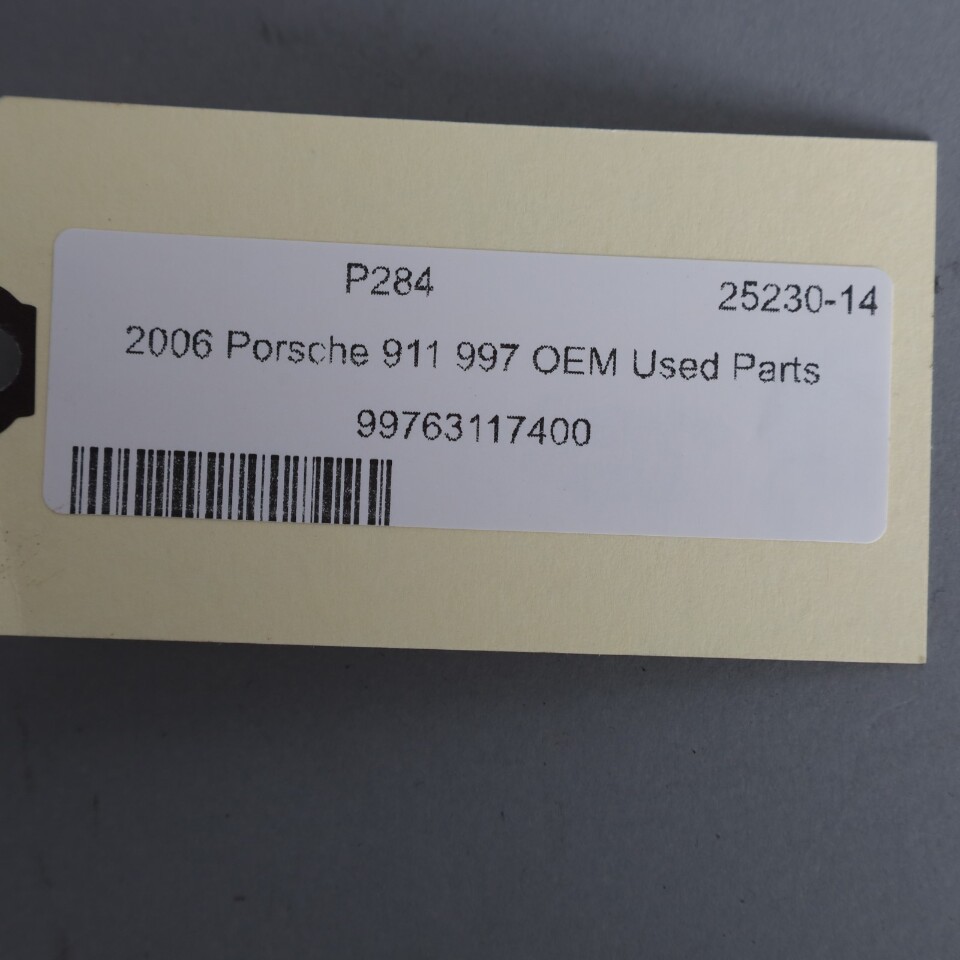 P284 25230-14
2006 Porsche 911 997 OEM Used Parts
99763117400